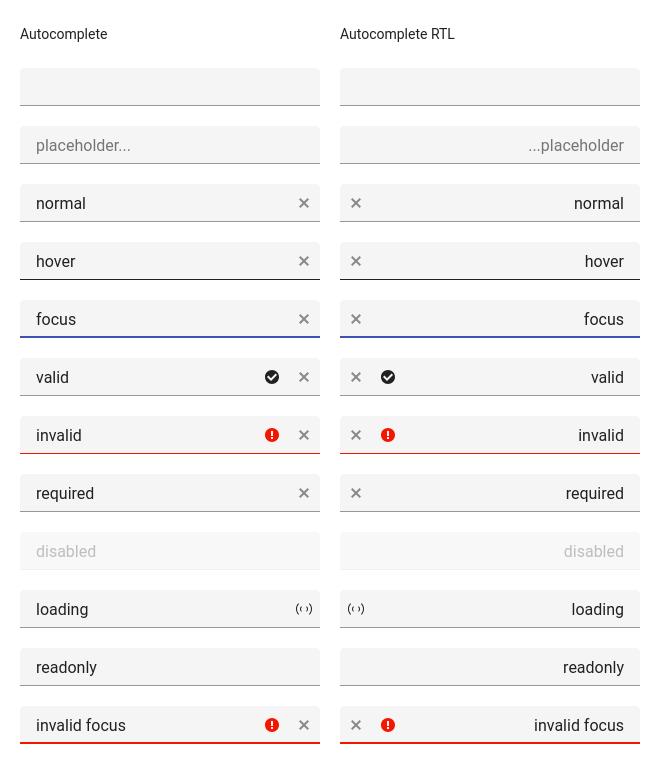 Autocomplete Autocomplete RTL
placeholder... ...placeholder
normal normal
hover hover
focus focus
valid valid
invalid invalid
required required
disabled disabled
loading loading
readonly readonly
invalid focus invalid focus